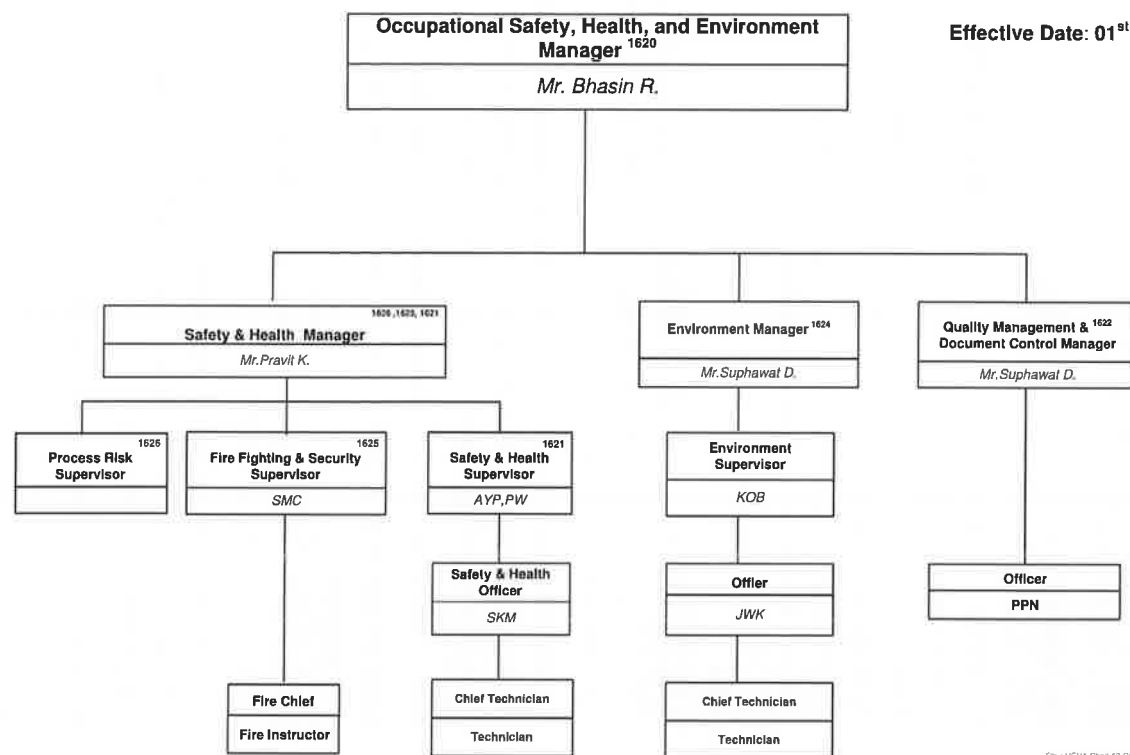 Occupational Safety, Health, and Environment
Manager 1620
Mr. Bhasin R.
Effective Date: 01st
1621
Safety & Health Manager
Mr.Pravit K.
Environment Manager 1624
Mr.Suphawat D.
Quality Management & 1622
Document Control Manager
Mr.Suphawat D.
Process Risk
Supervisor
1625
Fire Fighting & Security
Supervisor
SMC
1621
Safety & Health
Supervisor
AYP,PW
Environment
Supervisor
KOB
Safety & Health
Officer
SKM
Offier
JWK
Officer
PPN
Fire Chief
Fire Instructor
Chief Technician
Technician
Chief Technician
Technician